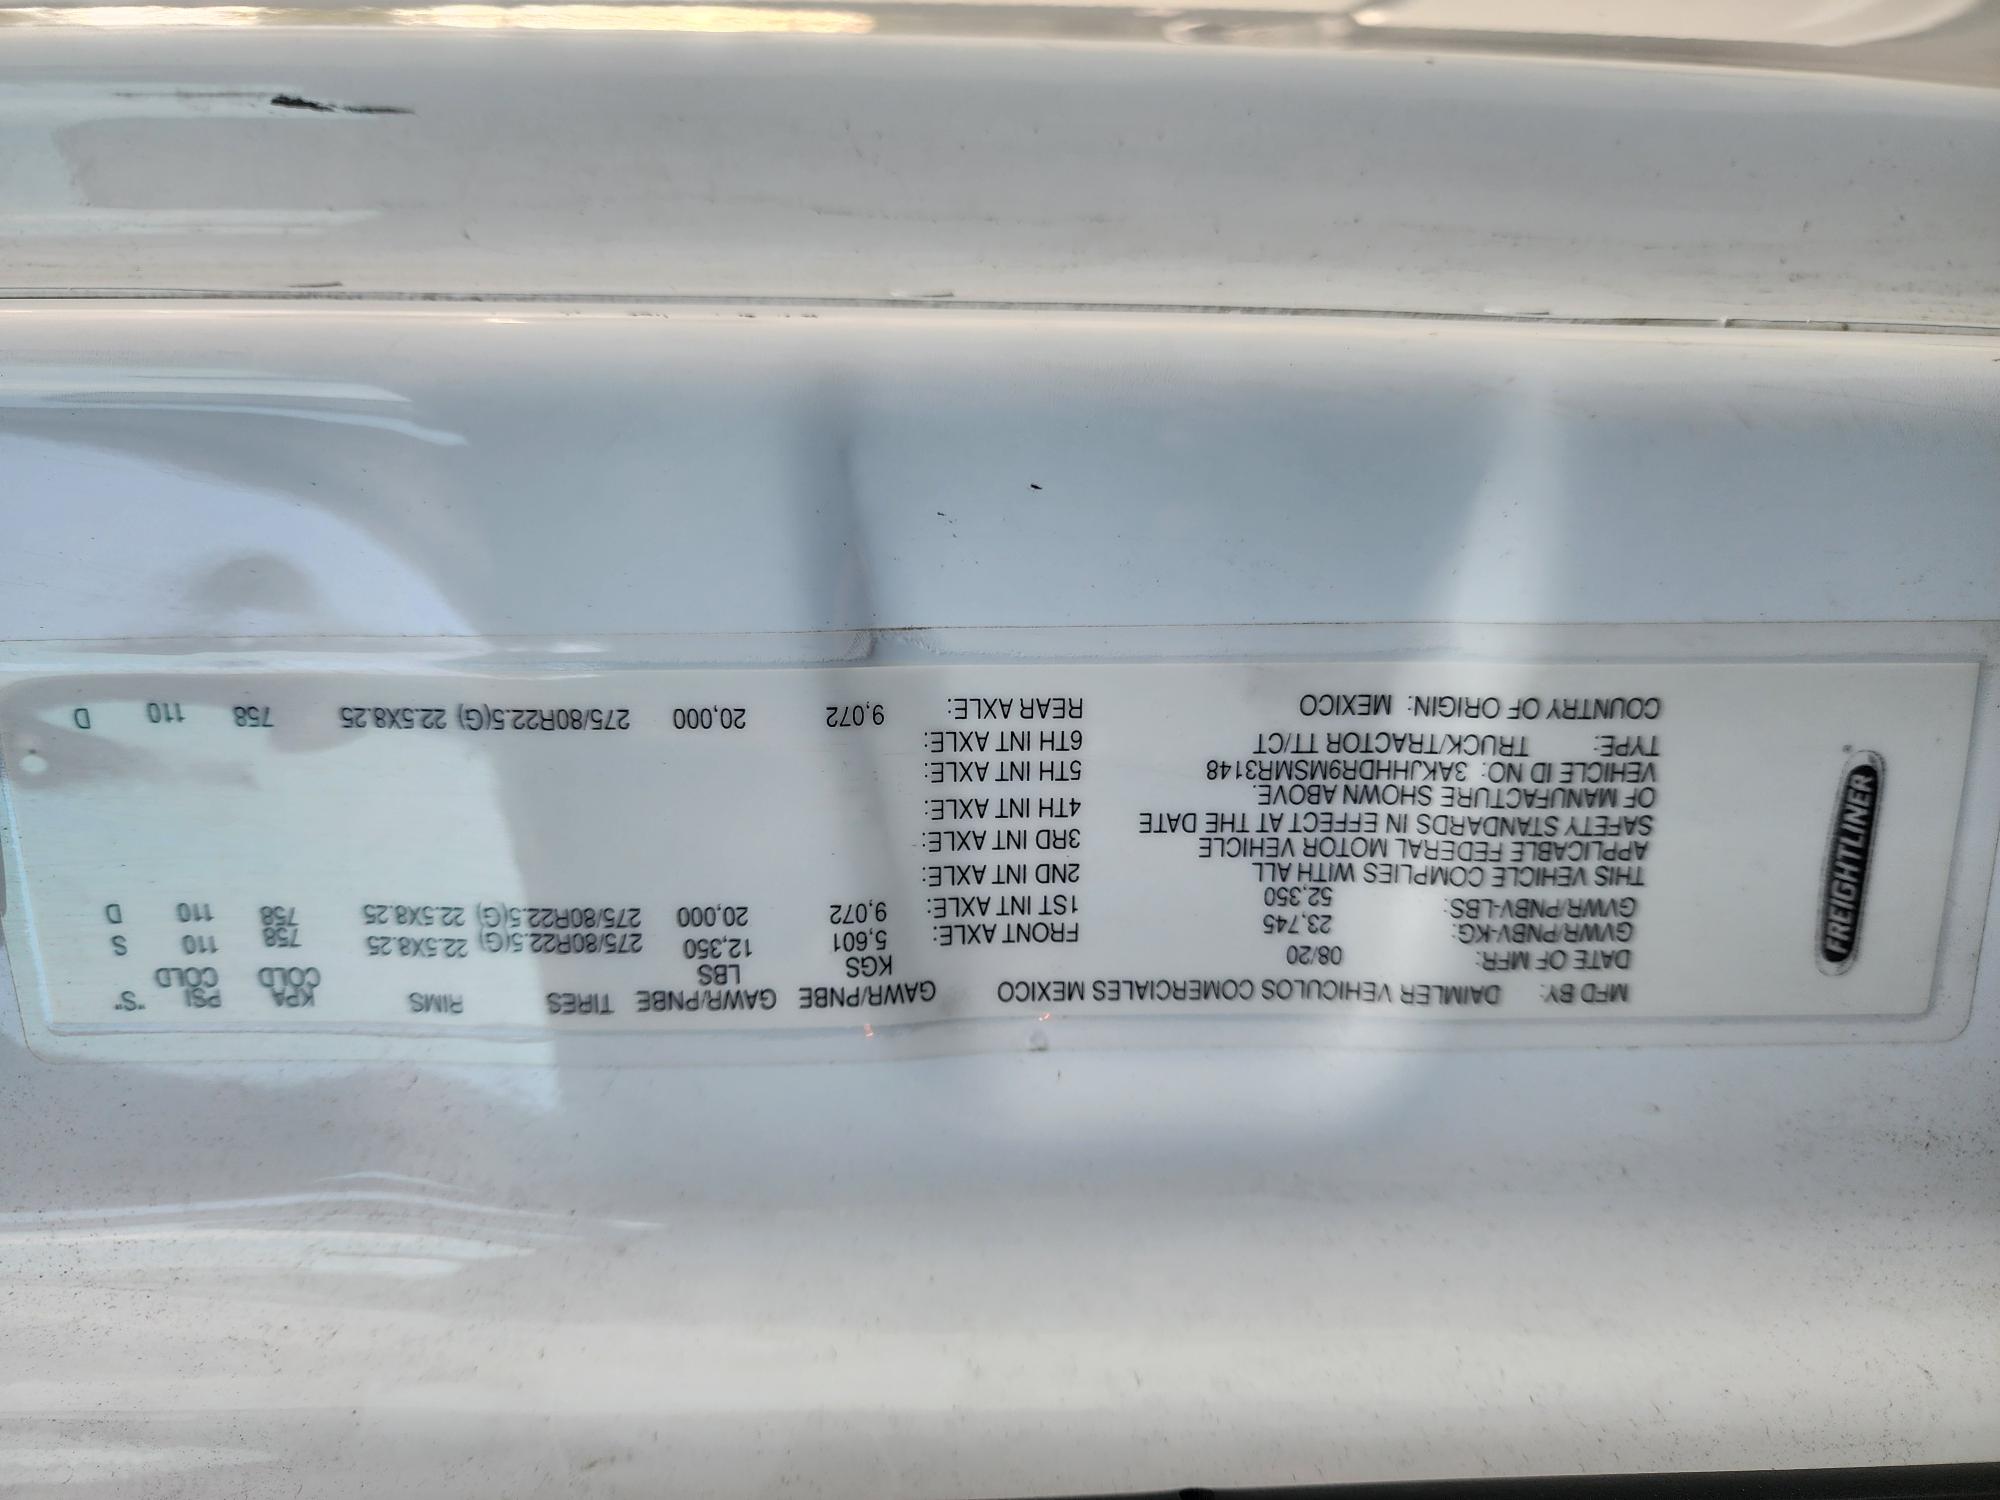 FREIGHTLINER
MFD BY: DAIMLER VEHICULOS COMERCIALES MEXICO
DATE OF MFR: 08/20
GVWR/PNBV-KG: 23,745
GVWR/PNBV-LBS: 52,350
THIS VEHICLE COMPLIES WITH ALL
APPLICABLE FEDERAL MOTOR VEHICLE
SAFETY STANDARDS IN EFFECT AT THE DATE
OF MANUFACTURE SHOWN ABOVE.
VEHICLE ID NO: 3AKJHHDR9MSMR3148
TYPE: TRUCK/TRACTOR TT/CT
COUNTRY OF ORIGIN: MEXICO
GAWR/PNBE GAWR/PNBE TIRES RIMS KPA PSI "S"
KGS LBS COLD COLD
FRONT AXLE: 5,601 12,350 275/80R22.5(G) 22.5X8.25 758 110 S
1ST INT AXLE: 9,072 20,000 275/80R22.5(G) 22.5X8.25 758 110 D
2ND INT AXLE:
3RD INT AXLE:
4TH INT AXLE:
5TH INT AXLE:
6TH INT AXLE:
REAR AXLE: 9,072 20,000 275/80R22.5(G) 22.5X8.25 758 110 D